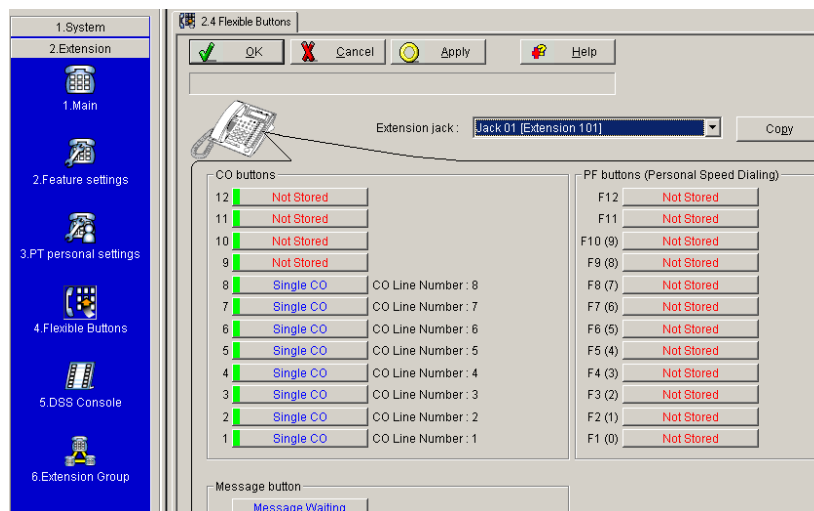 1.System
2.Extension
1.Main
2.Feature settings
3.PT personal settings
4.Flexible Buttons
5.DSS Console
6.Extension Group
2.4 Flexible Buttons
OK Cancel Apply Help
Extension jack : Jack 01 [Extension 101] Copy
CO buttons
12 Not Stored
11 Not Stored
10 Not Stored
9 Not Stored
8 Single CO CO Line Number : 8
7 Single CO CO Line Number : 7
6 Single CO CO Line Number : 6
5 Single CO CO Line Number : 5
4 Single CO CO Line Number : 4
3 Single CO CO Line Number : 3
2 Single CO CO Line Number : 2
1 Single CO CO Line Number : 1
PF buttons (Personal Speed Dialing)
F12 Not Stored
F11 Not Stored
F10 (9) Not Stored
F9 (8) Not Stored
F8 (7) Not Stored
F7 (6) Not Stored
F6 (5) Not Stored
F5 (4) Not Stored
F4 (3) Not Stored
F3 (2) Not Stored
F2 (1) Not Stored
F1 (0) Not Stored
Message button
Message Waiting